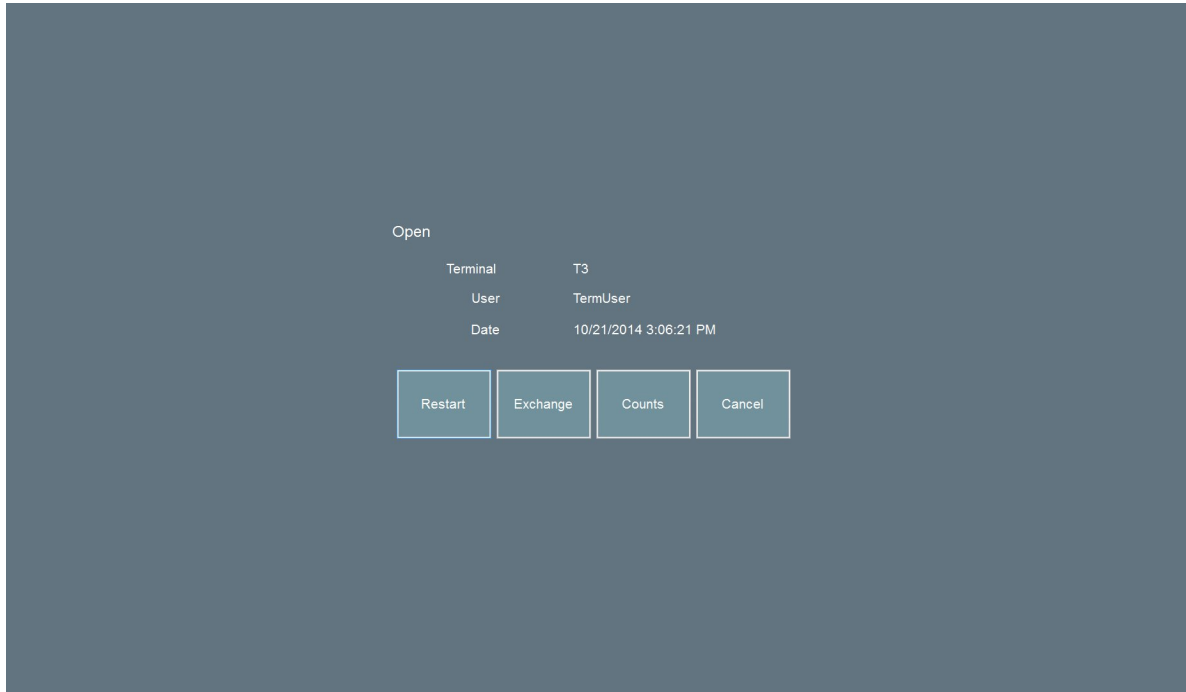 Open
Terminal T3
User TermUser
Date 10/21/2014 3:06:21 PM
Restart Exchange Counts Cancel